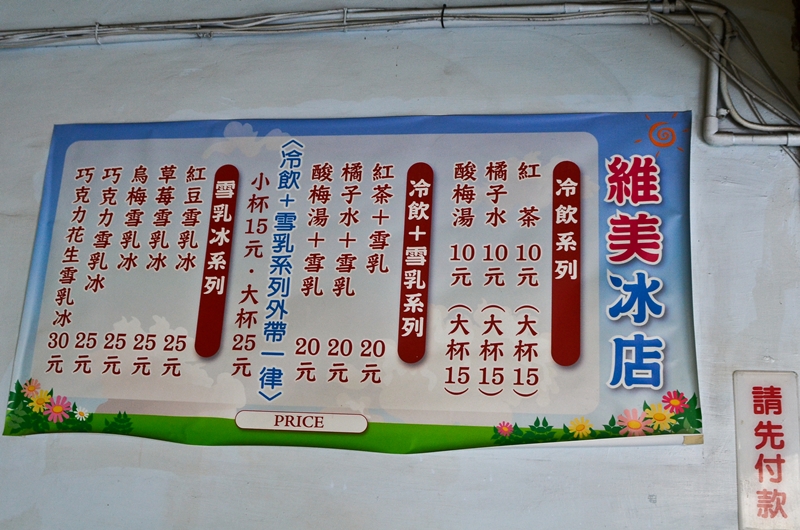 維美冰店
冷飲系列
紅茶 10元（大杯15）
橘子水 10元（大杯15）
酸梅湯 10元（大杯15）
冷飲＋雪乳系列
紅茶＋雪乳 20元
橘子水＋雪乳 20元
酸梅湯＋雪乳 20元
〈冷飲＋雪乳系列外帶一律〉
小杯15元．大杯25元
雪乳冰系列
紅豆雪乳冰 25元
草莓雪乳冰 25元
烏梅雪乳冰 25元
巧克力雪乳冰 25元
巧克力花生雪乳冰 30元
PRICE
請先付款